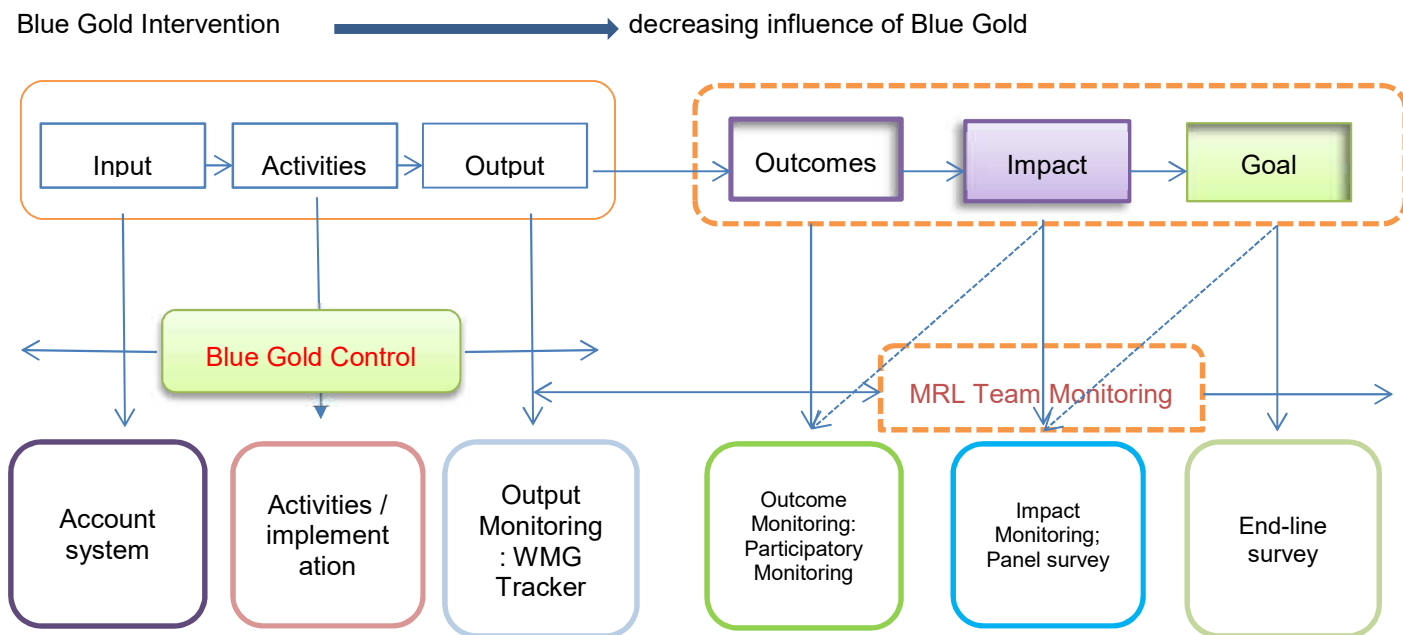 Blue Gold Intervention decreasing influence of Blue Gold
Input
Activities
Output
Outcomes
Impact
Goal
Blue Gold Control
MRL Team Monitoring
Account
system
Activities /
implement
ation
Output
Monitoring
: WMG
Tracker
Outcome
Monitoring:
Participatory
Monitoring
Impact
Monitoring;
Panel survey
End-line
survey